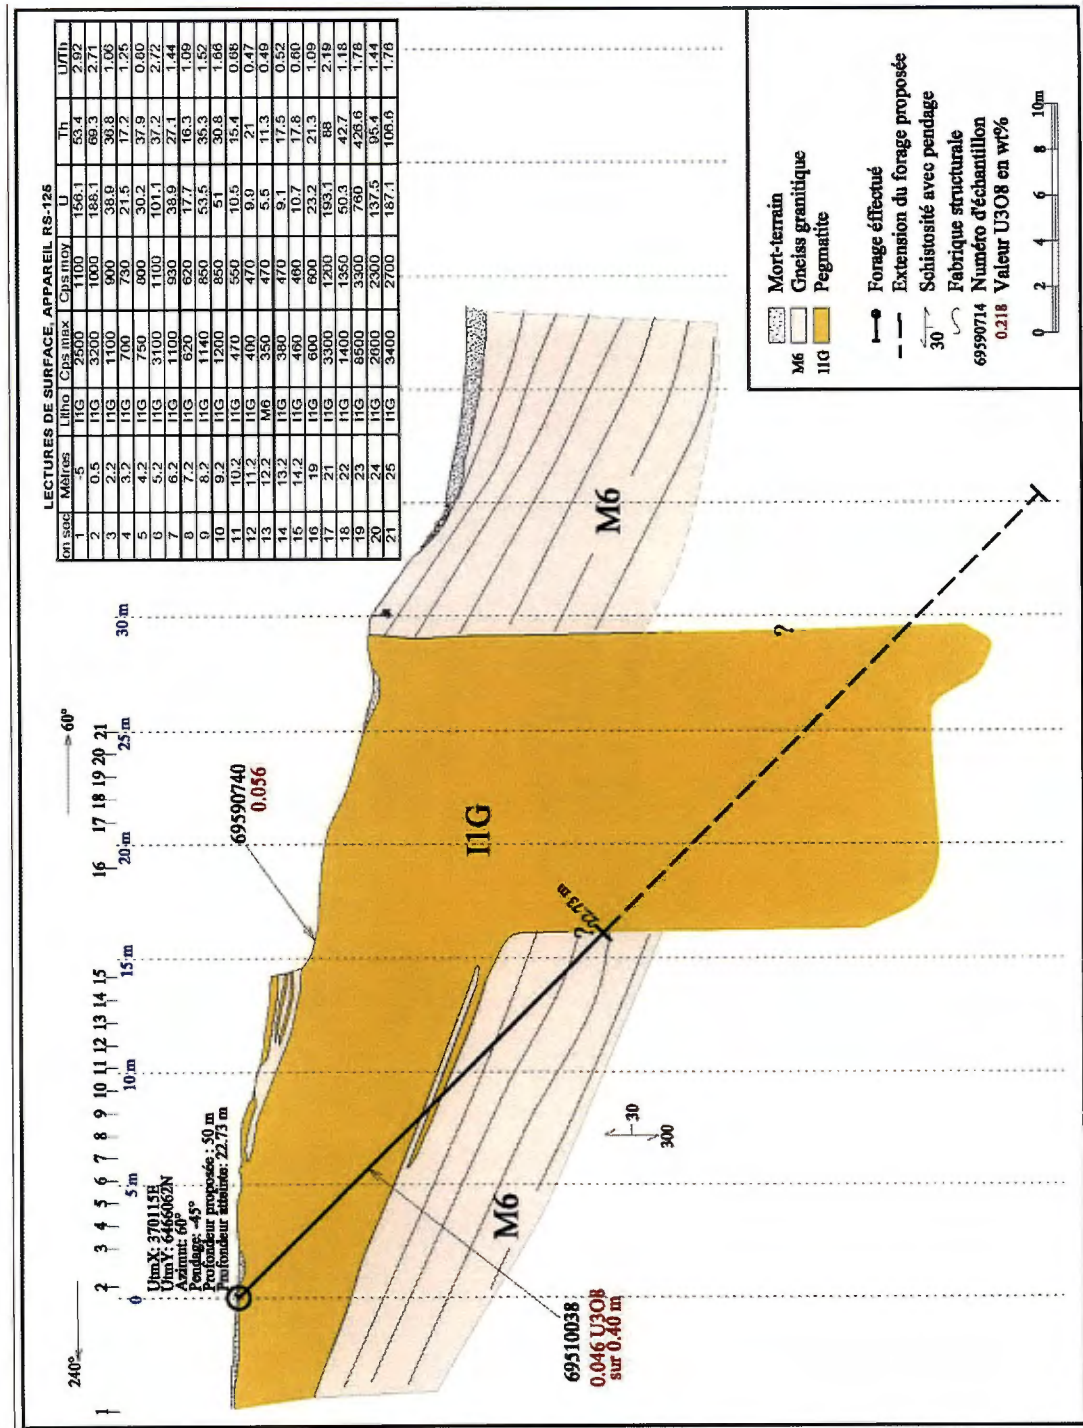 LECTURES DE SURFACE, APPAREIL RS-125
on soc Mètres Litho Cps max Cps moy U Th U/Th
1 -5 I1G 2500 1100 156.1 53.4 2.92
2 0.5 I1G 3200 1000 188.1 69.3 2.71
3 2.2 I1G 1100 900 38.9 36.8 1.06
4 3.2 I1G 700 730 21.5 17.2 1.25
5 4.2 I1G 750 800 30.2 37.9 0.80
6 5.2 I1G 3100 1100 101.1 37.2 2.72
7 6.2 I1G 1100 930 38.9 27.1 1.44
8 7.2 I1G 620 620 17.7 16.3 1.09
9 8.2 I1G 1140 850 53.5 35.3 1.52
10 9.2 I1G 1200 850 51 30.8 1.66
11 10.2 I1G 470 550 10.5 15.4 0.68
12 11.2 I1G 400 470 9.9 21 0.47
13 12.2 M6 350 470 5.5 11.3 0.49
14 13.2 I1G 380 470 9.1 17.5 0.52
15 14.2 I1G 460 460 10.7 17.8 0.60
16 19 I1G 600 600 23.2 21.3 1.09
17 21 I1G 3300 1200 193.1 88 2.19
18 22 I1G 1400 1350 50.3 42.7 1.18
19 23 I1G 8500 3300 760 426.6 1.78
20 24 I1G 2600 2300 137.5 95.4 1.44
21 25 I1G 3400 2700 187.1 106.6 1.76
240° 60°
1 2 3 4 5 6 7 8 9 10 11 12 13 14 15 16 17 18 19 20 21
0 5 m 10 m 15 m 20 m 25 m 30 m
UtmX: 370115E
UtmY: 6466062N
Azimut: 60°
Pendage: -45°
Profondeur proposée : 50 m
Profondeur atteinte: 22.73 m
69590740
0.056
I1G
M6
M6
22.73 m
?
?
30
300
69510038
0.046 U3O8
sur 0.40 m
Mort-terrain
M6 Gneiss granitique
I1G Pegmatite
Forage éffectué
Extension du forage proposée
30 Schistosité avec pendage
Fabrique structurale
69590714 Numéro d'échantillon
0.218 Valeur U3O8 en wt%
0 2 4 6 8 10m